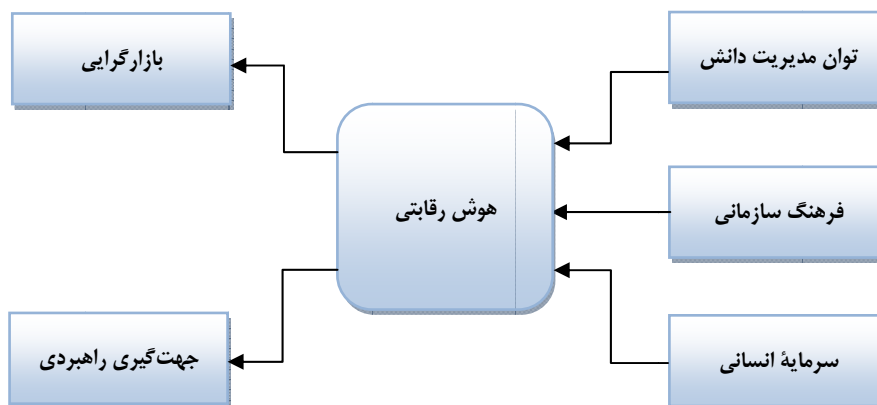 توان مدیریت دانش
فرهنگ سازمانی
سرمایهٔ انسانی
هوش رقابتی
بازارگرایی
جهت‌گیری راهبردی